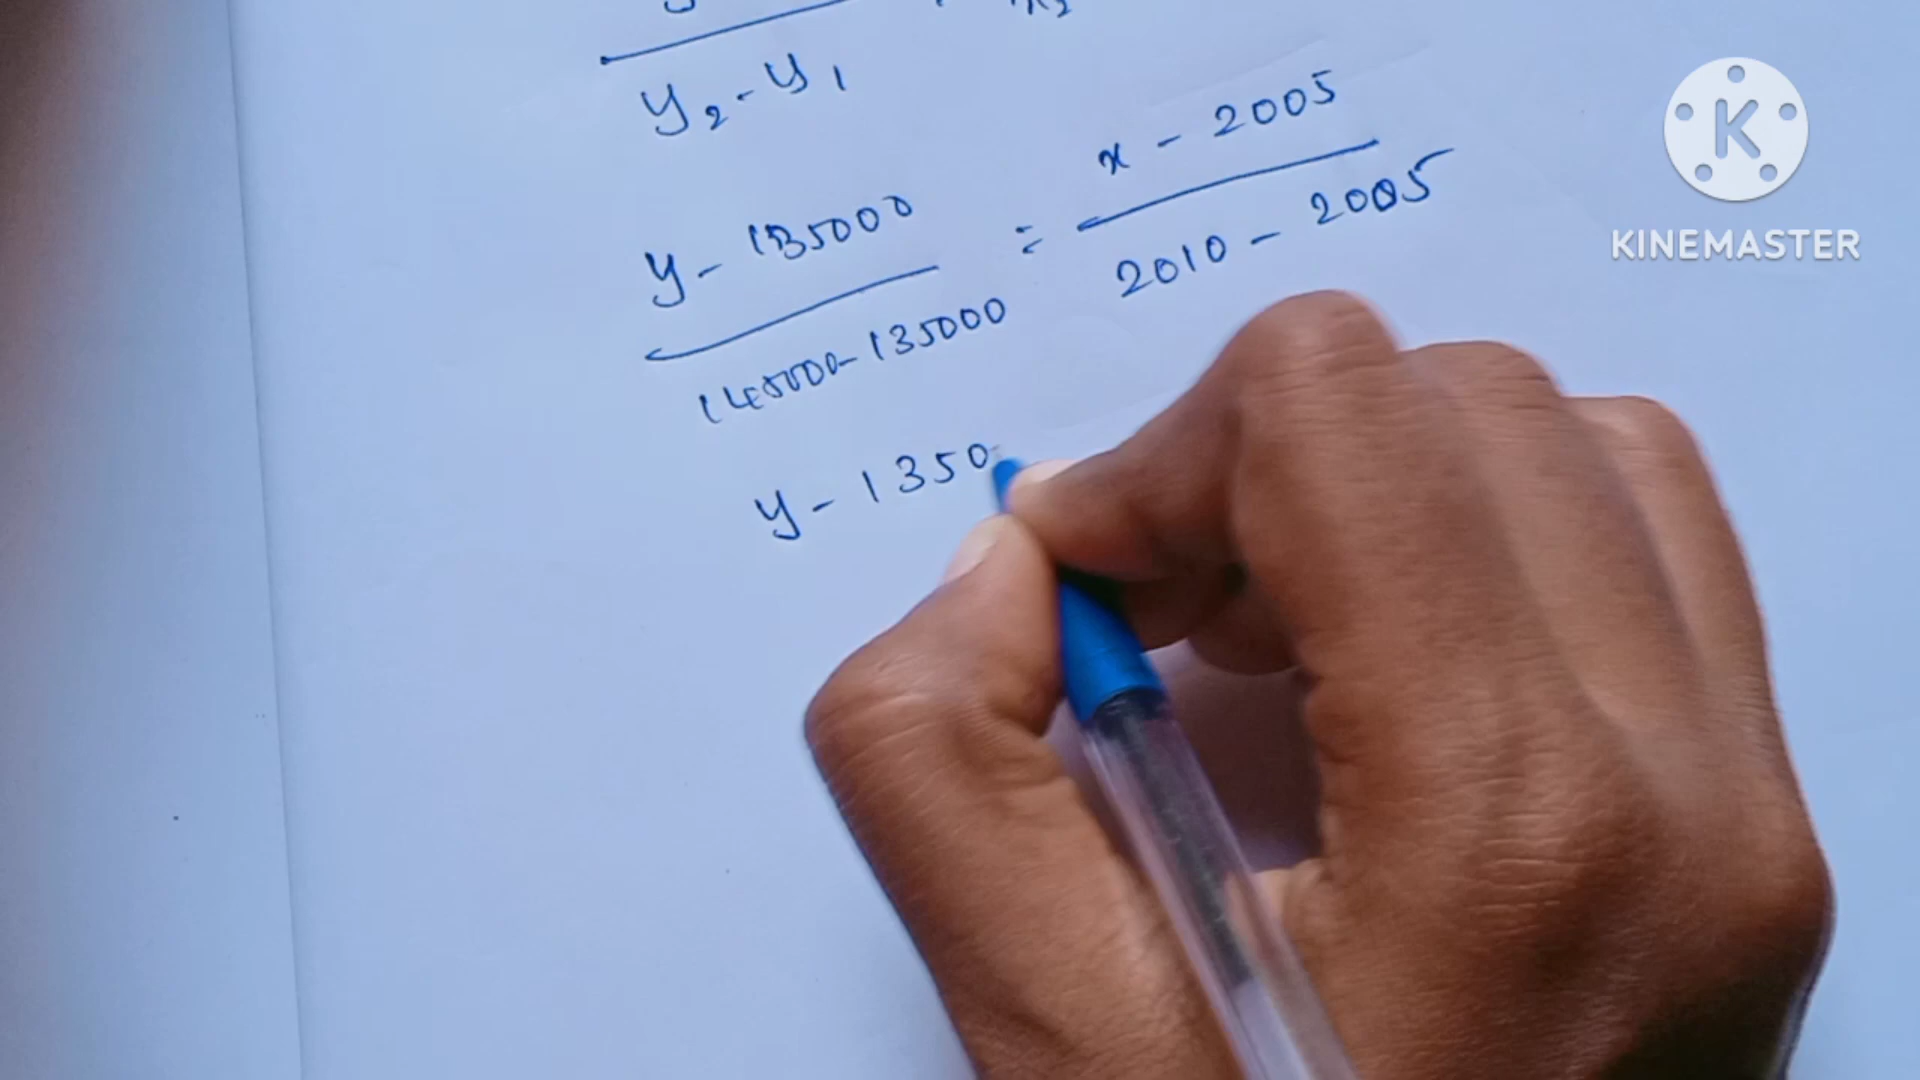 y₂ - y₁
y - 135000 / 145000 - 135000 = x - 2005 / 2010 - 2005
y - 1350
K
KINEMASTER